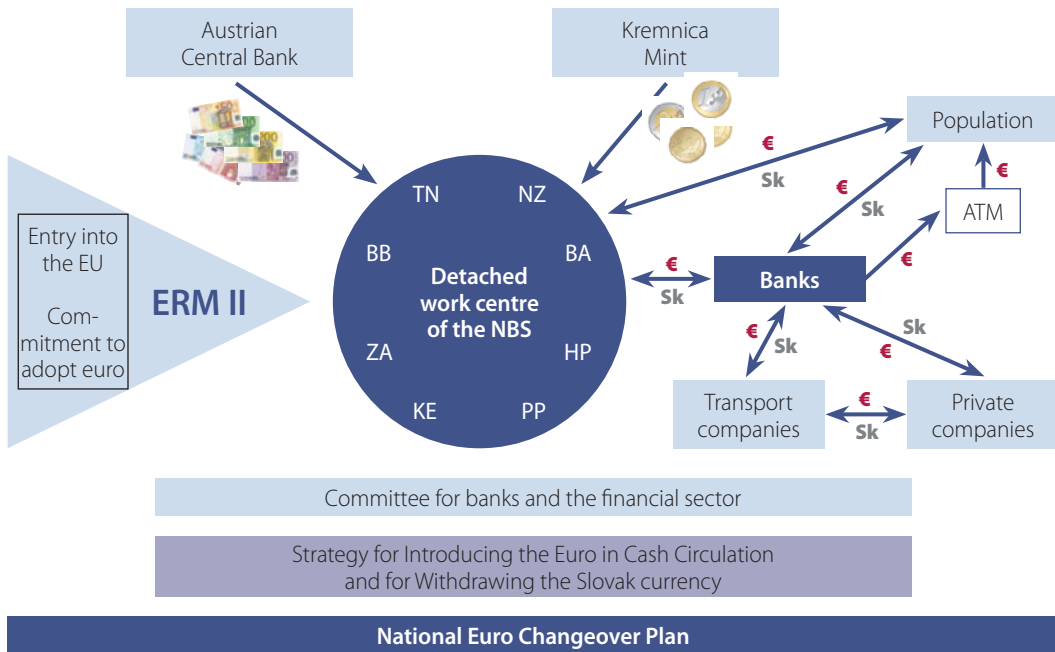 Austrian
Central Bank
Kremnica
Mint
Population
€
Sk
€
Sk
€
ATM
Entry into
the EU
Com-
mitment to
adopt euro
ERM II
TN
NZ
BB
BA
Detached
work centre
of the NBS
ZA
HP
KE
PP
€
Sk
Banks
€
€
Sk
Sk
€
Transport
companies
€
Sk
Private
companies
Committee for banks and the financial sector
Strategy for Introducing the Euro in Cash Circulation
and for Withdrawing the Slovak currency
National Euro Changeover Plan